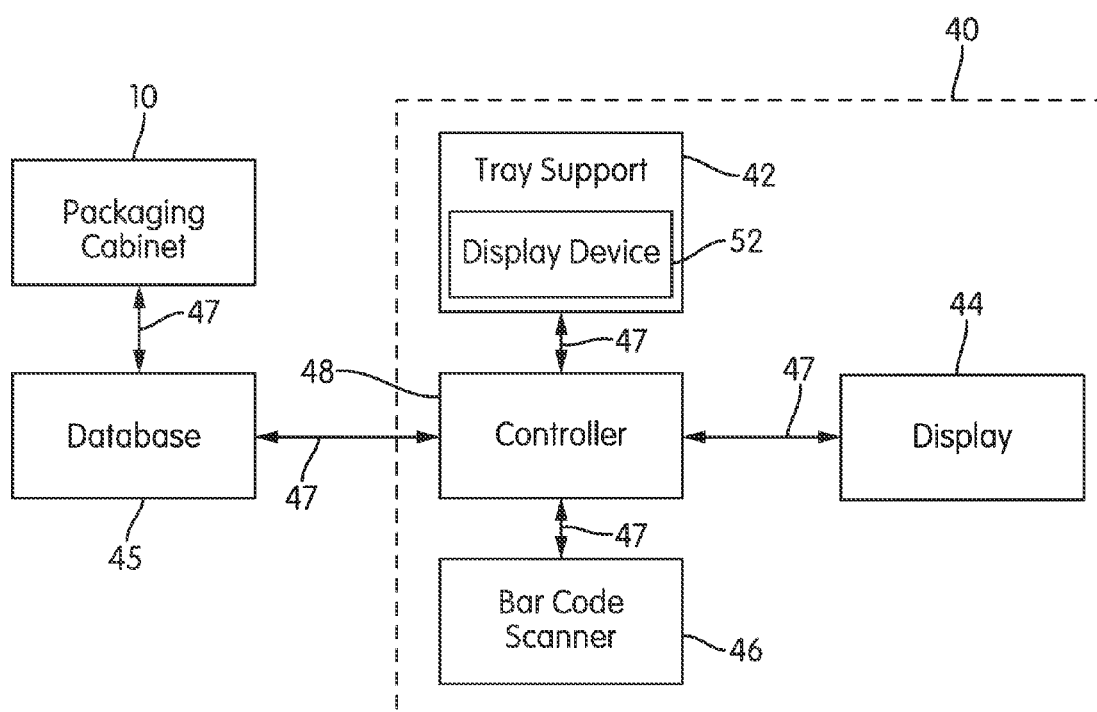 40
10
Tray Support
42
Packaging
Cabinet
Display Device
52
47
47
44
48
47
Database
Controller
Display
47
45
47
Bar Code
Scanner
46